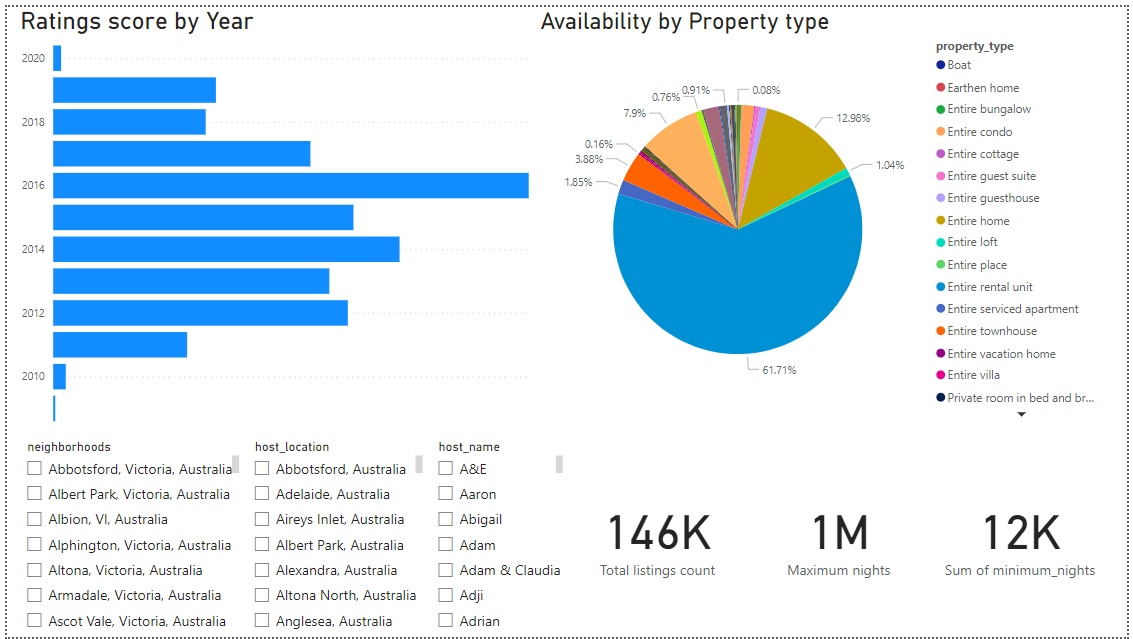 Ratings score by Year
2020
2018
2016
2014
2012
2010
Availability by Property type
0.91%
0.08%
0.76%
7.9%
12.98%
0.16%
3.88%
1.04%
1.85%
61.71%
property_type
Boat
Earthen home
Entire bungalow
Entire condo
Entire cottage
Entire guest suite
Entire guesthouse
Entire home
Entire loft
Entire place
Entire rental unit
Entire serviced apartment
Entire townhouse
Entire vacation home
Entire villa
Private room in bed and br...
neighborhoods
Abbotsford, Victoria, Australia
Albert Park, Victoria, Australia
Albion, VI, Australia
Alphington, Victoria, Australia
Altona, Victoria, Australia
Armadale, Victoria, Australia
Ascot Vale, Victoria, Australia
host_location
Abbotsford, Australia
Adelaide, Australia
Aireys Inlet, Australia
Albert Park, Australia
Alexandra, Australia
Altona North, Australia
Anglesea, Australia
host_name
A&E
Aaron
Abigail
Adam
Adam & Claudia
Adji
Adrian
146K
Total listings count
1M
Maximum nights
12K
Sum of minimum_nights